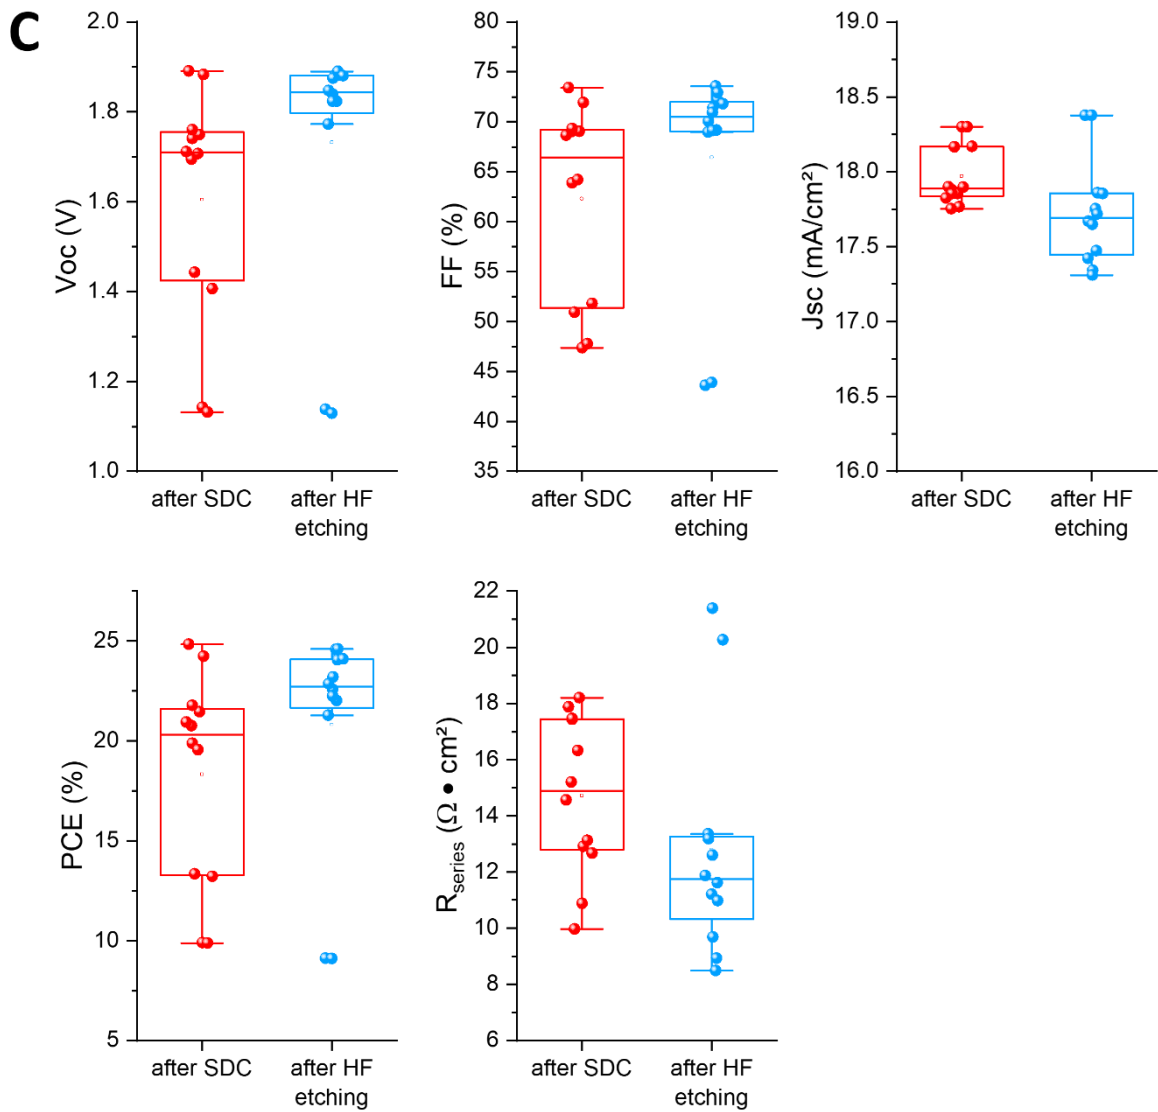 C
Voc (V)
2.0
1.8
1.6
1.4
1.2
1.0
after SDC
after HF
etching
FF (%)
80
75
70
65
60
55
50
45
40
35
after SDC
after HF
etching
Jsc (mA/cm²)
19.0
18.5
18.0
17.5
17.0
16.5
16.0
after SDC
after HF
etching
PCE (%)
25
20
15
10
5
after SDC
after HF
etching
Rseries (Ω • cm²)
22
20
18
16
14
12
10
8
6
after SDC
after HF
etching